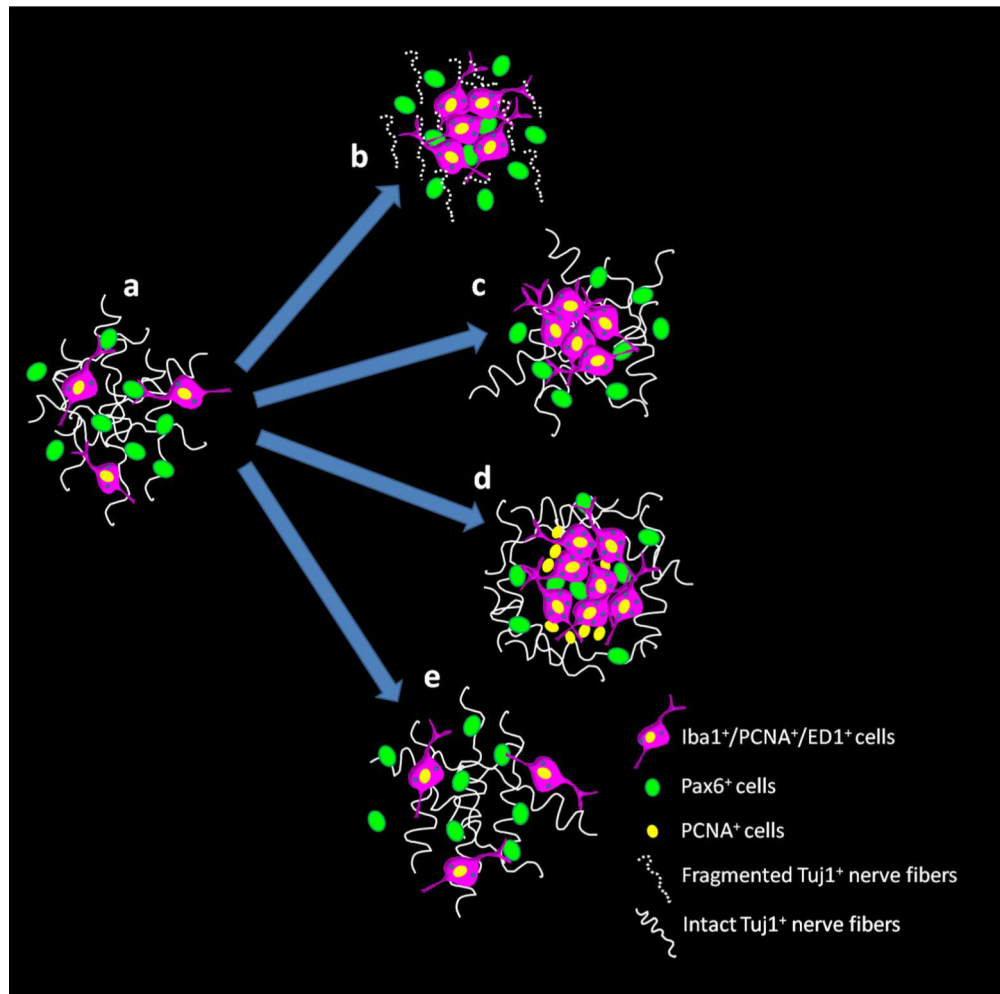 b
a
c
d
e
Iba1⁺/PCNA⁺/ED1⁺ cells
Pax6⁺ cells
PCNA⁺ cells
Fragmented Tuj1⁺ nerve fibers
Intact Tuj1⁺ nerve fibers